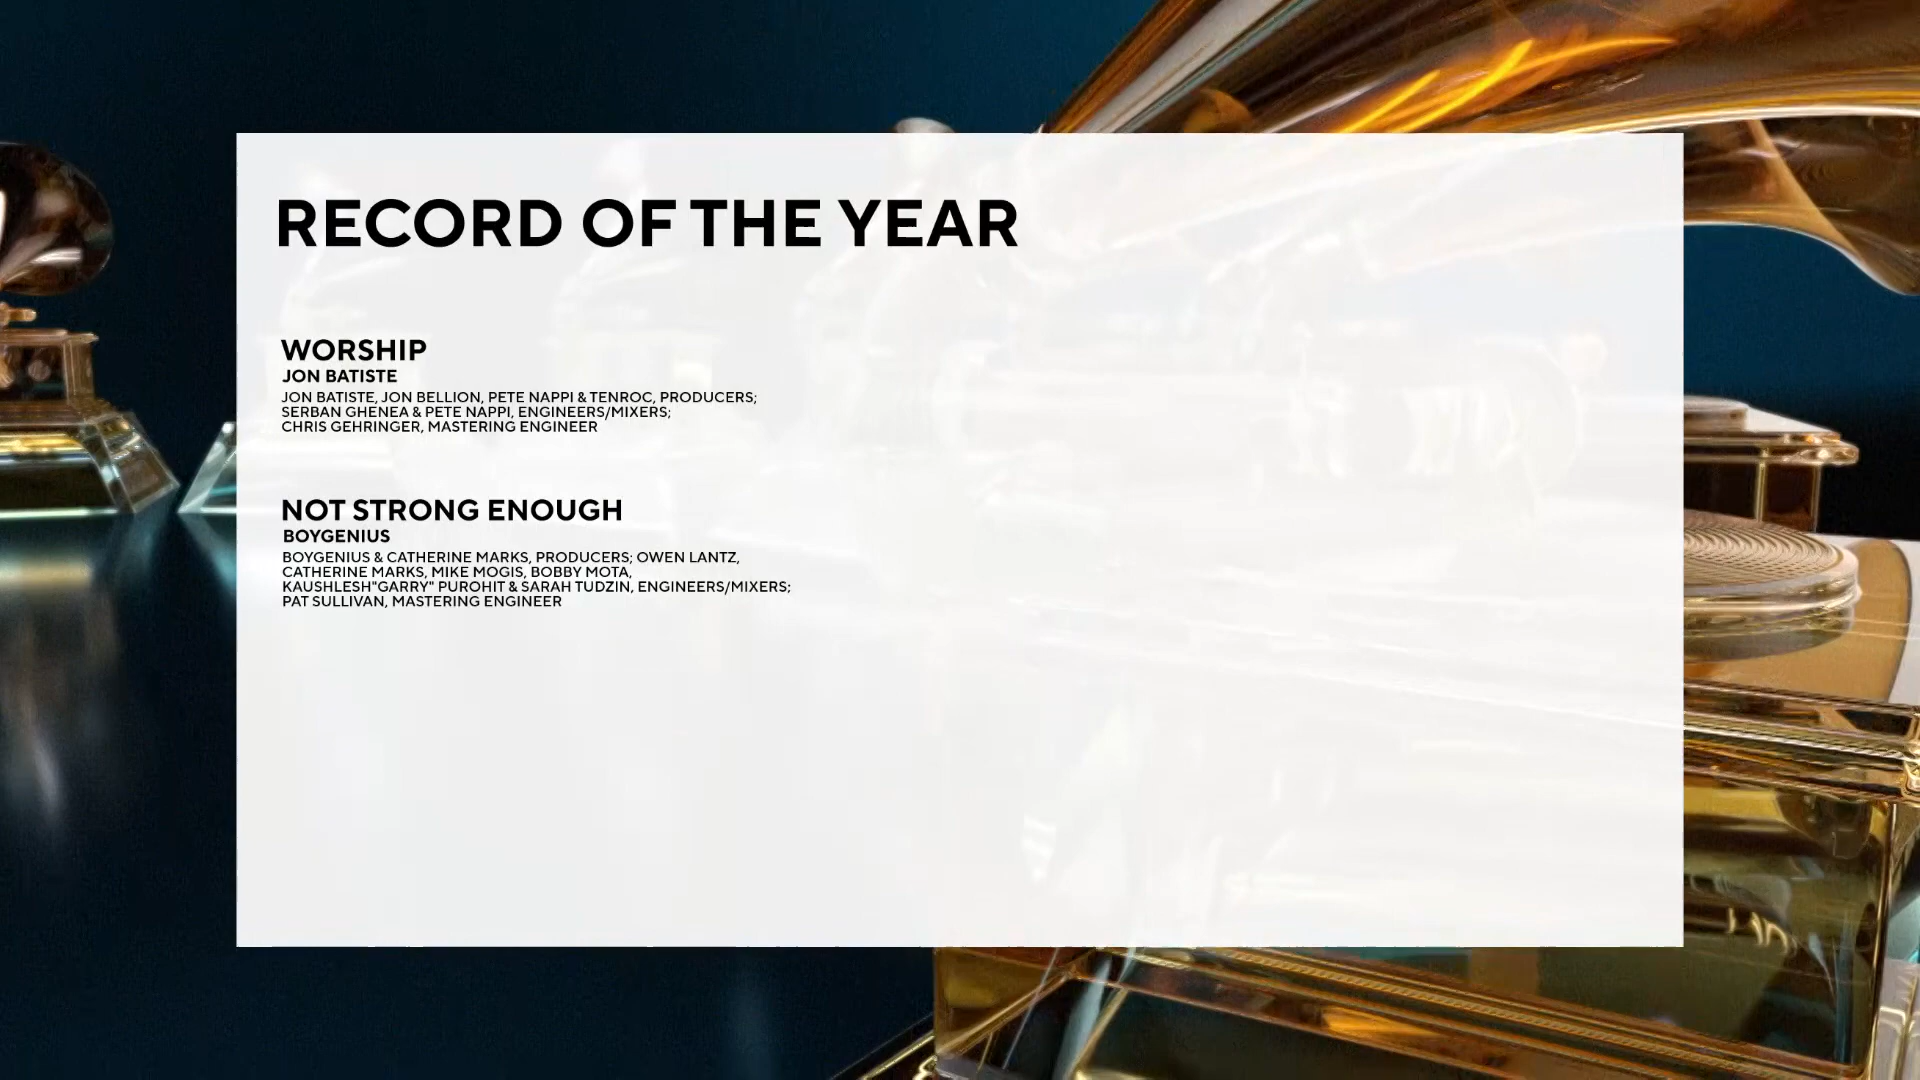 RECORD OF THE YEAR
WORSHIP
JON BATISTE
JON BATISTE, JON BELLION, PETE NAPPI & TENROC, PRODUCERS;
SERBAN GHENEA & PETE NAPPI, ENGINEERS/MIXERS;
CHRIS GEHRINGER, MASTERING ENGINEER
NOT STRONG ENOUGH
BOYGENIUS
BOYGENIUS & CATHERINE MARKS, PRODUCERS; OWEN LANTZ,
CATHERINE MARKS, MIKE MOGIS, BOBBY MOTA,
KAUSHLESH"GARRY" PUROHIT & SARAH TUDZIN, ENGINEERS/MIXERS;
PAT SULLIVAN, MASTERING ENGINEER